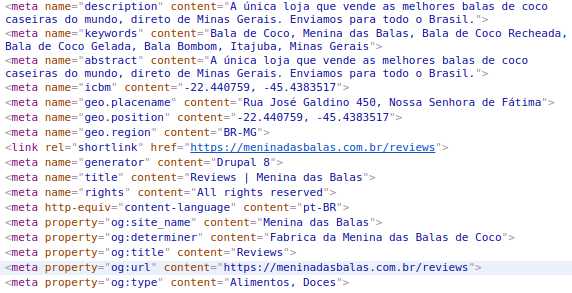 <meta name="description" content="A única loja que vende as melhores balas de coco
caseiras do mundo, direto de Minas Gerais. Enviamos para todo o Brasil.">
<meta name="keywords" content="Bala de Coco, Menina das Balas, Bala de Coco Recheada,
Bala de Coco Gelada, Bala Bombom, Itajuba, Minas Gerais">
<meta name="abstract" content="A única loja que vende as melhores balas de coco
caseiras do mundo, direto de Minas Gerais. Enviamos para todo o Brasil.">
<meta name="icbm" content="-22.440759, -45.4383517">
<meta name="geo.placename" content="Rua José Galdino 450, Nossa Senhora de Fátima">
<meta name="geo.position" content="-22.440759, -45.4383517">
<meta name="geo.region" content="BR-MG">
<link rel="shortlink" href="https://meninadasbalas.com.br/reviews">
<meta name="generator" content="Drupal 8">
<meta name="title" content="Reviews | Menina das Balas">
<meta name="rights" content="All rights reserved">
<meta http-equiv="content-language" content="pt-BR">
<meta property="og:site_name" content="Menina das Balas">
<meta property="og:determiner" content="Fabrica da Menina das Balas de Coco">
<meta property="og:title" content="Reviews">
<meta property="og:url" content="https://meninadasbalas.com.br/reviews">
<meta property="og:type" content="Alimentos, Doces">